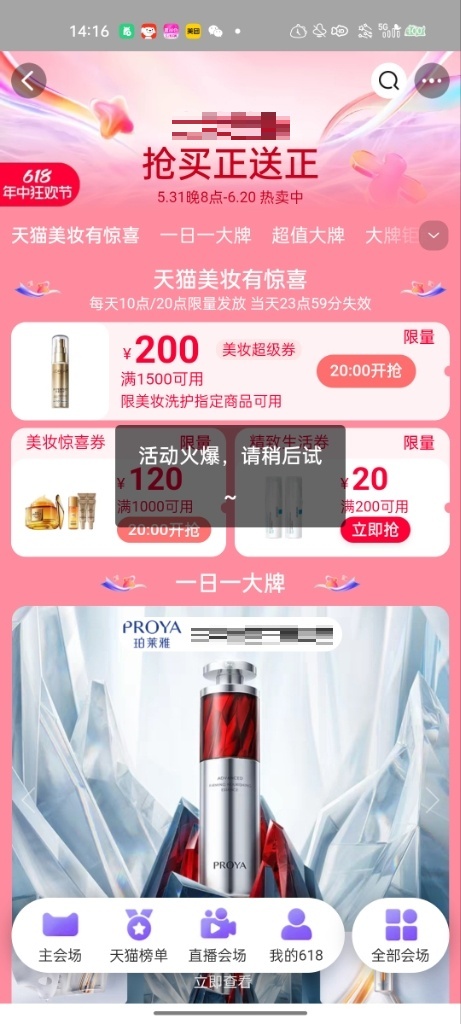 14:16
5G
抢买正送正
618
年中狂欢节
5.31晚8点-6.20 热卖中
天猫美妆有惊喜 一日一大牌 超值大牌 大牌
天猫美妆有惊喜
每天10点/20点限量发放 当天23点59分失效
¥200 美妆超级券 限量
满1500可用
限美妆洗护指定商品可用
20:00开抢
美妆惊喜券 限量
¥120
满1000可用
20:00开抢
精致生活券 限量
¥20
满200可用
立即抢
活动火爆，请稍后试
~
一日一大牌
PROYA
珀莱雅
ADVANCED
PROYA
立即查看
主会场 天猫榜单 直播会场 我的618 全部会场